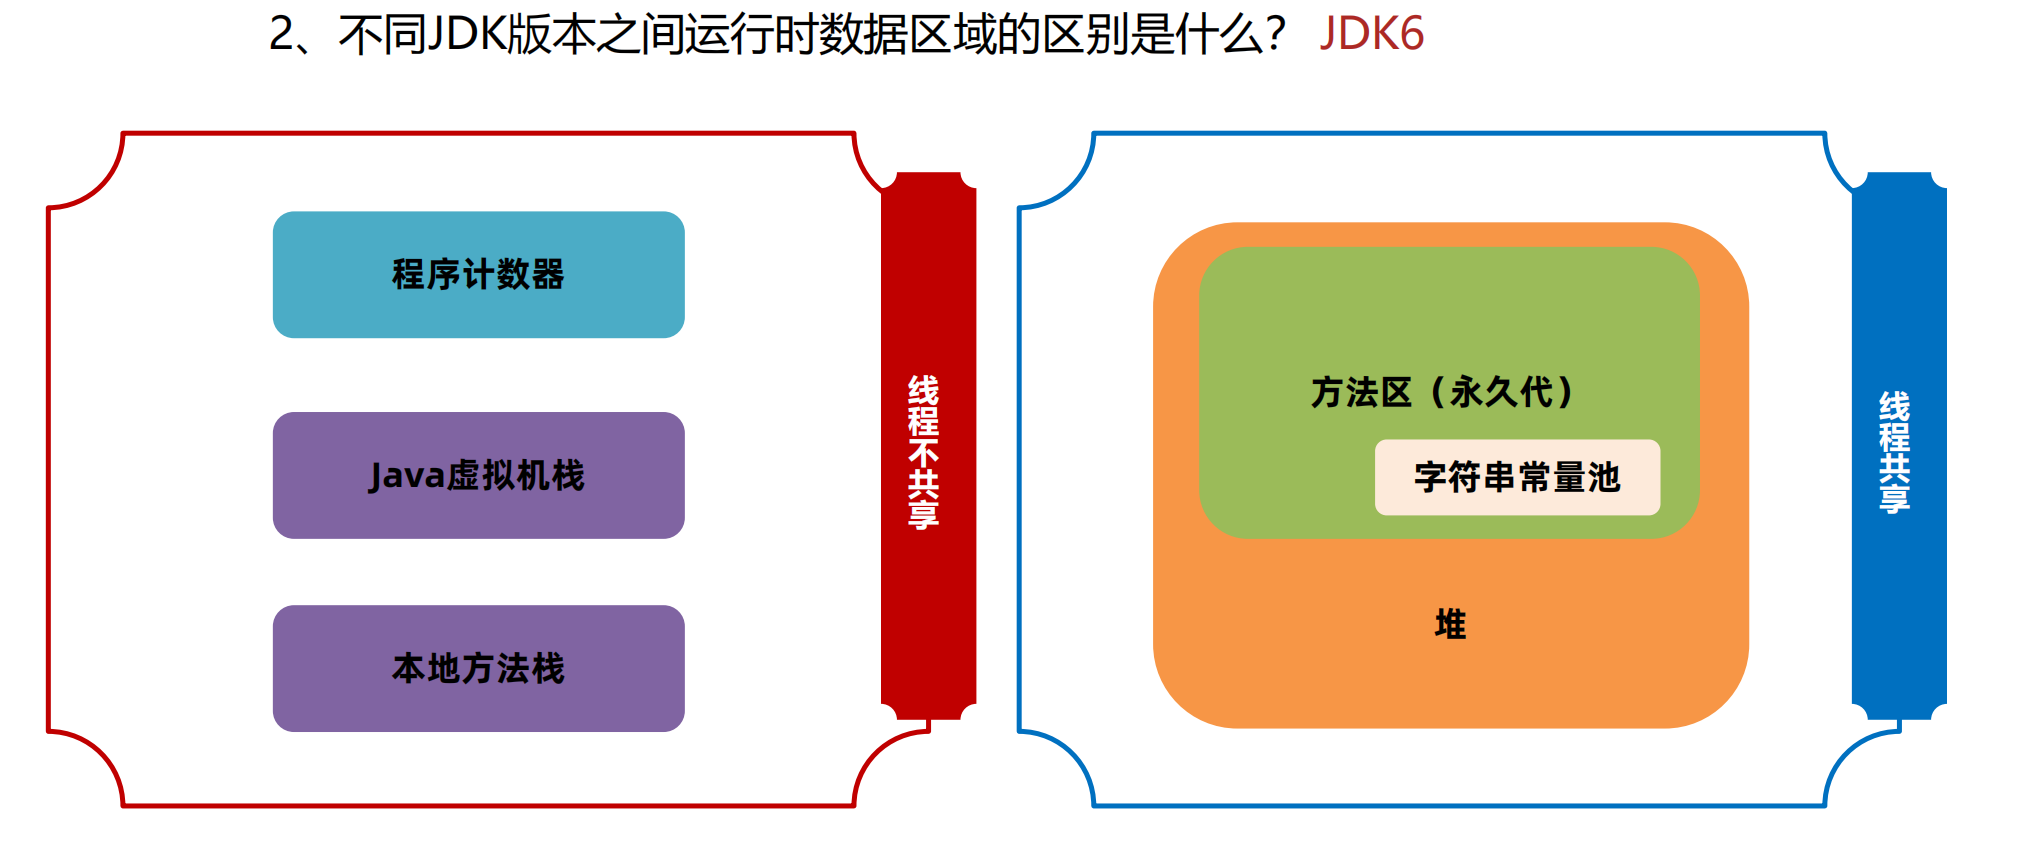 2、不同JDK版本之间运行时数据区域的区别是什么？ JDK6
程序计数器
Java虚拟机栈
本地方法栈
线程不共享
方法区（永久代）
字符串常量池
堆
线程共享